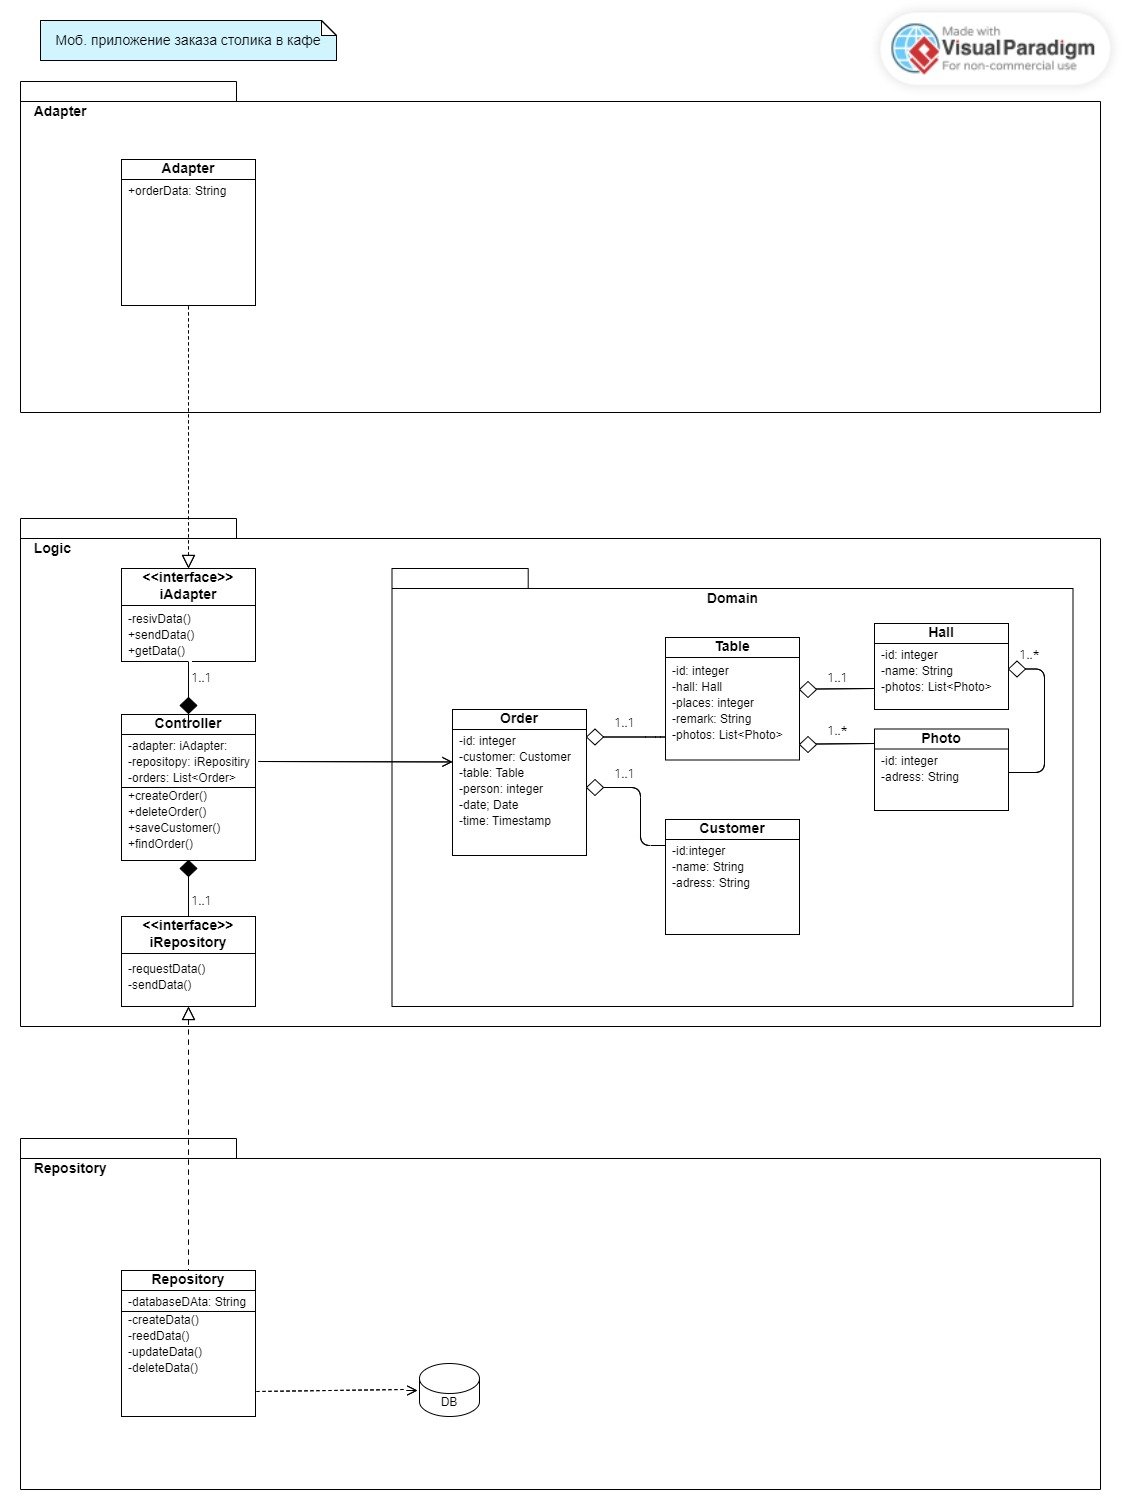 Моб. приложение заказа столика в кафе
Made with
VisualParadigm
For non-commercial use
Adapter
Adapter
+orderData: String
Logic
<<interface>>
iAdapter
-resivData()
+sendData()
+getData()
1..1
Controller
-adapter: iAdapter:
-repositopy: iRepositiry
-orders: List<Order>
+createOrder()
+deleteOrder()
+saveCustomer()
+findOrder()
1..1
<<interface>>
iRepository
-requestData()
-sendData()
Domain
Order
-id: integer
-customer: Customer
-table: Table
-person: integer
-date; Date
-time: Timestamp
1..1
1..1
Table
-id: integer
-hall: Hall
-places: integer
-remark: String
-photos: List<Photo>
1..1
1..*
Customer
-id:integer
-name: String
-adress: String
Hall
-id: integer
-name: String
-photos: List<Photo>
1..*
Photo
-id: integer
-adress: String
Repository
Repository
-databaseDAta: String
-createData()
-reedData()
-updateData()
-deleteData()
DB